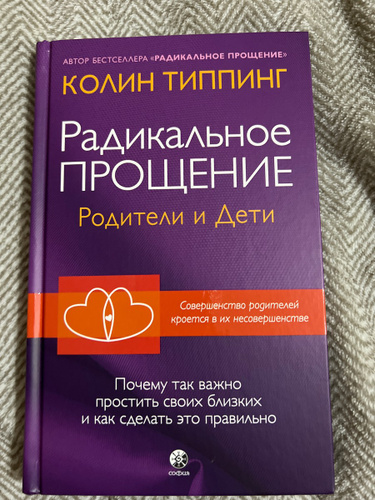 АВТОР БЕСТСЕЛЛЕРА «РАДИКАЛЬНОЕ ПРОЩЕНИЕ»
КОЛИН ТИППИНГ
Радикальное
ПРОЩЕНИЕ
Родители и Дети
Совершенство родителей
кроется в их несовершенстве
Почему так важно
простить своих близких
и как сделать это правильно
СОФИЯ